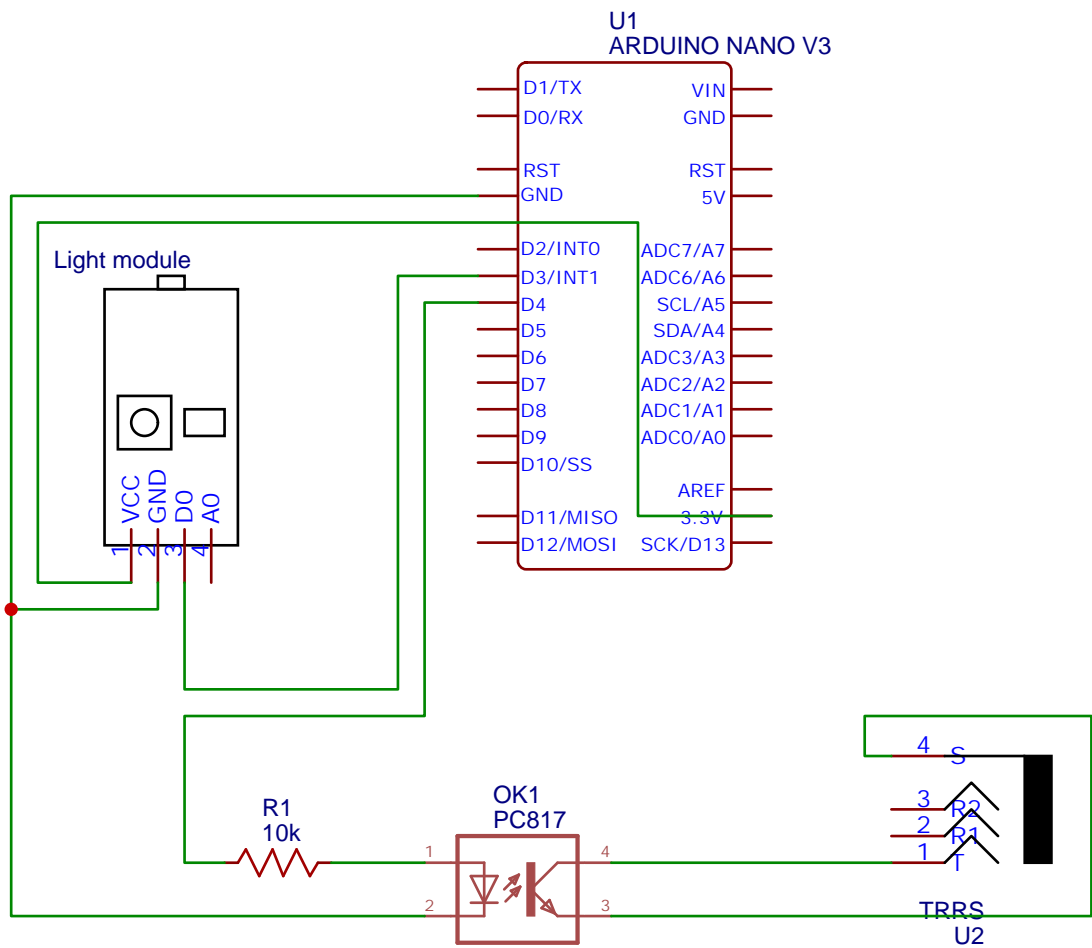 U1
ARDUINO NANO V3
D1/TX
VIN
D0/RX
GND
RST
RST
GND
5V
D2/INT0
ADC7/A7
D3/INT1
ADC6/A6
D4
SCL/A5
D5
SDA/A4
D6
ADC3/A3
D7
ADC2/A2
D8
ADC1/A1
D9
ADC0/A0
D10/SS
AREF
D11/MISO
3.3V
D12/MOSI
SCK/D13
Light module
VCC
GND
D0
A0
1
2
3
4
R1
10k
OK1
PC817
1
2
4
3
4 S
3 R2
2 R1
1 T
TRRS
U2